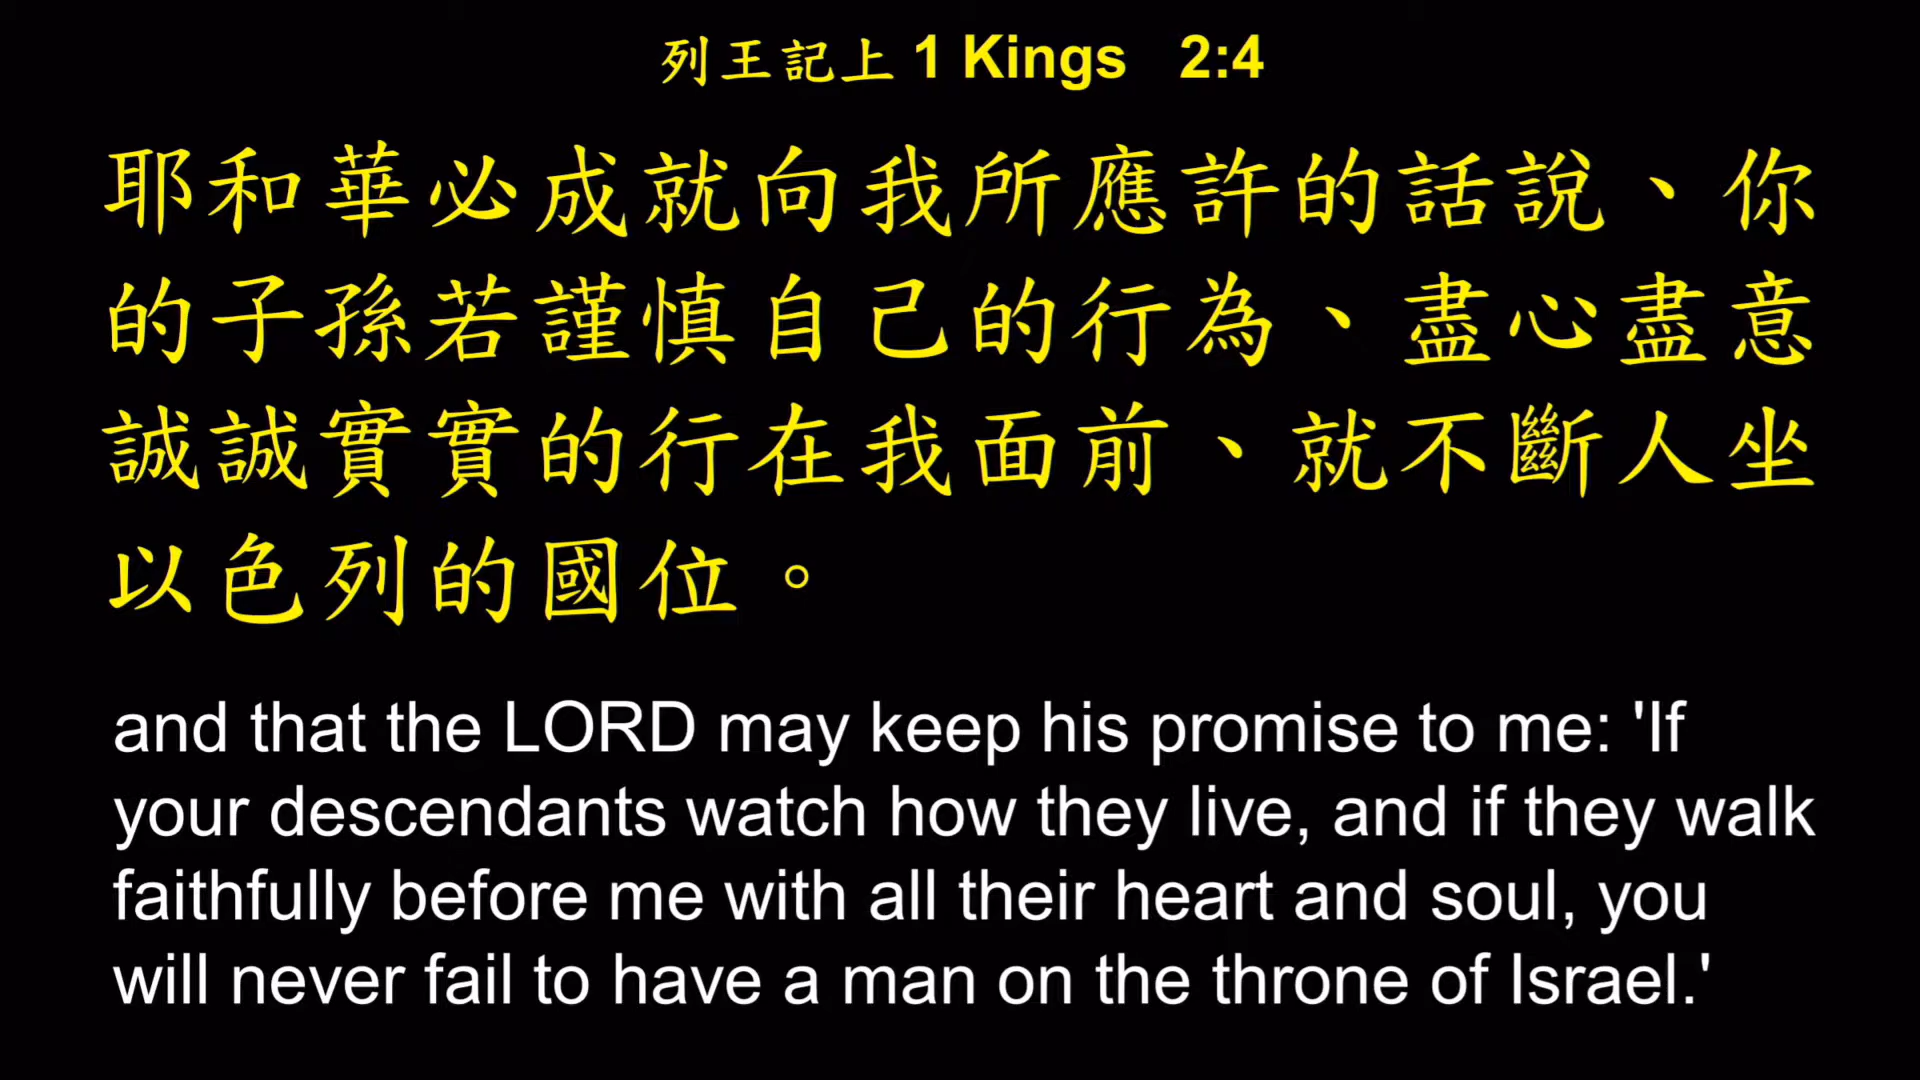 列王記上 1 Kings 2:4
耶和華必成就向我所應許的話說、你
的子孫若謹慎自己的行為、盡心盡意
誠誠實實的行在我面前、就不斷人坐
以色列的國位。
and that the LORD may keep his promise to me: 'If
your descendants watch how they live, and if they walk
faithfully before me with all their heart and soul, you
will never fail to have a man on the throne of Israel.'